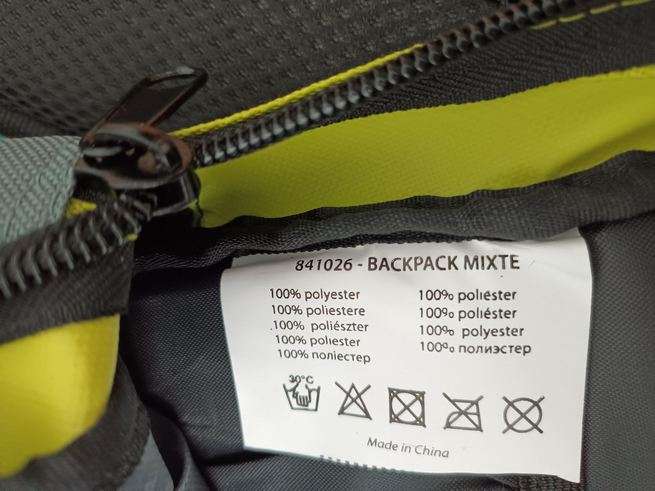 841026 - BACKPACK MIXTE
100% polyester
100% poliestere
100% poliészter
100% poliester
100% полиестер
100% poliéster
100% poliéster
100% polyester
100% полиэстер
30°C
Made in China